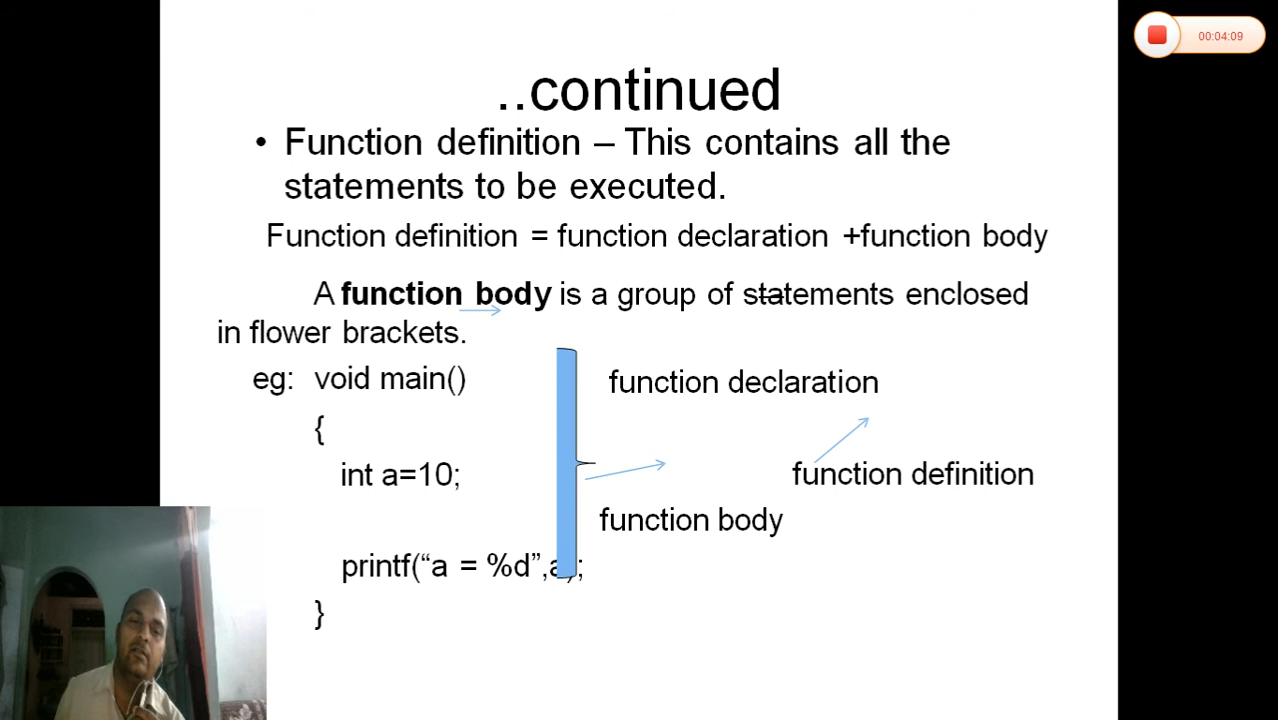 00:04:09
..continued
• Function definition – This contains all the
statements to be executed.
Function definition = function declaration +function body
A function body is a group of statements enclosed
in flower brackets.
eg: void main()
function declaration
{
int a=10;
function definition
function body
printf(“a = %d”,a);
}